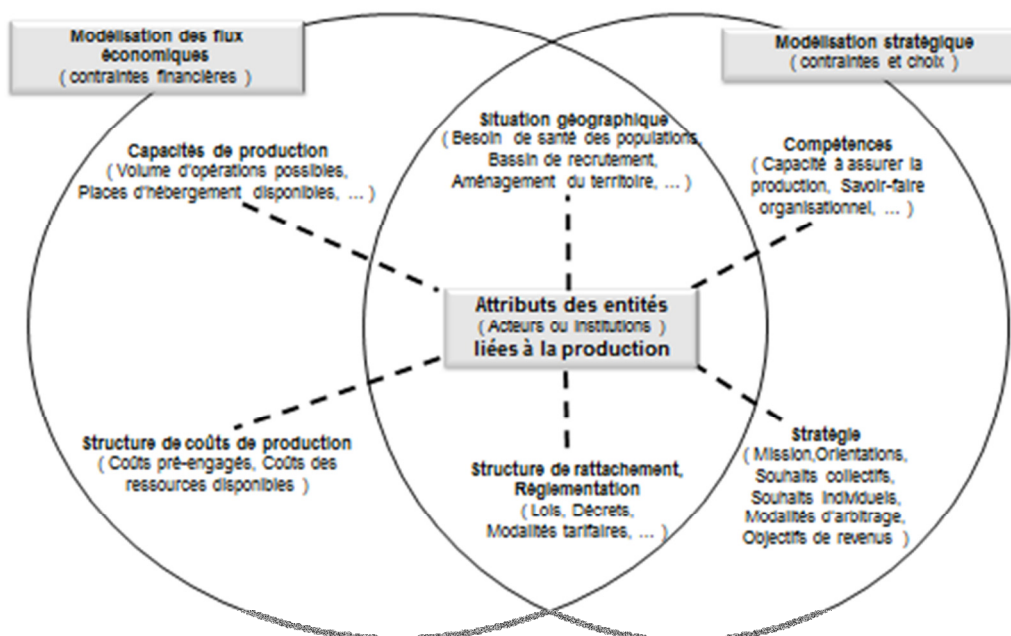 Modélisation des flux
économiques
( contraintes financières )
Modélisation stratégique
( contraintes et choix )
Situation géographique
( Besoin de santé des populations,
Bassin de recrutement,
Aménagement du territoire, ... )
Capacités de production
( Volume d'opérations possibles,
Places d'hébergement disponibles, ... )
Compétences
( Capacité à assurer la
production, Savoir-faire
organisationnel, ... )
Attributs des entités
( Acteurs ou Institutions )
liées à la production
Structure de coûts de production
( Coûts pré-engagés, Coûts des
ressources disponibles )
Structure de rattachement,
Règlementation
( Lois, Décrets,
Modalités tarifaires, ... )
Stratégie
( Mission,Orientations,
Souhaits collectifs,
Souhaits Individuels,
Modalités d'arbitrage,
Objectifs de revenus )